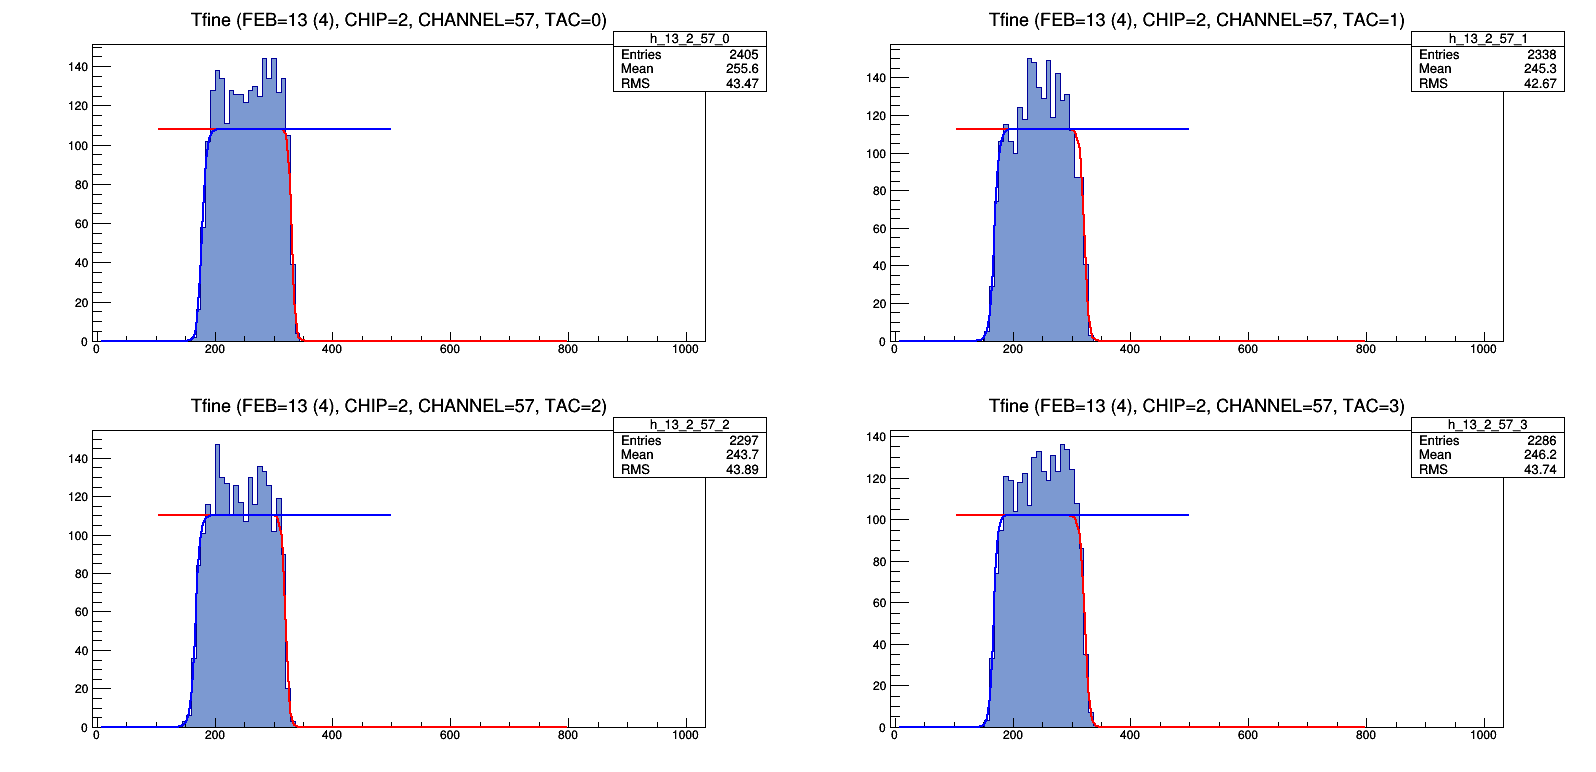 Tfine (FEB=13 (4), CHIP=2, CHANNEL=57, TAC=0)
h_13_2_57_0
Entries 2405
Mean 255.6
RMS 43.47
140
120
100
80
60
40
20
0
0 200 400 600 800 1000
Tfine (FEB=13 (4), CHIP=2, CHANNEL=57, TAC=1)
h_13_2_57_1
Entries 2338
Mean 245.3
RMS 42.67
140
120
100
80
60
40
20
0
0 200 400 600 800 1000
Tfine (FEB=13 (4), CHIP=2, CHANNEL=57, TAC=2)
h_13_2_57_2
Entries 2297
Mean 243.7
RMS 43.89
140
120
100
80
60
40
20
0
0 200 400 600 800 1000
Tfine (FEB=13 (4), CHIP=2, CHANNEL=57, TAC=3)
h_13_2_57_3
Entries 2286
Mean 246.2
RMS 43.74
140
120
100
80
60
40
20
0
0 200 400 600 800 1000